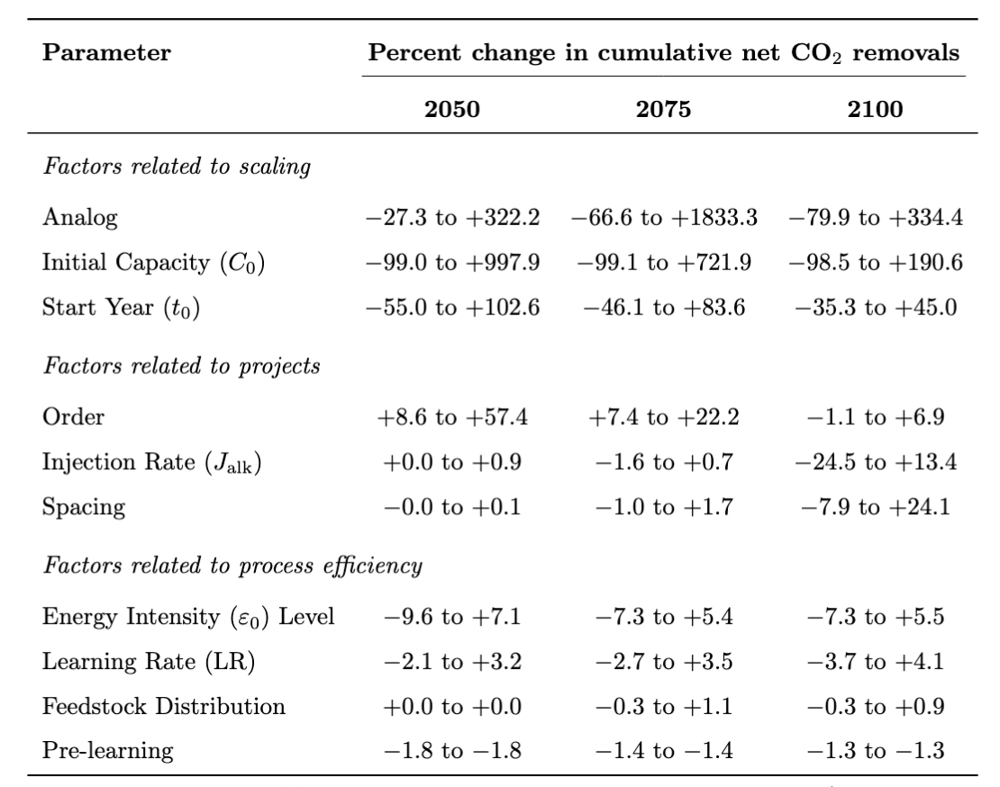 Parameter Percent change in cumulative net CO₂ removals
2050 2075 2100
Factors related to scaling
Analog −27.3 to +322.2 −66.6 to +1833.3 −79.9 to +334.4
Initial Capacity (C₀) −99.0 to +997.9 −99.1 to +721.9 −98.5 to +190.6
Start Year (t₀) −55.0 to +102.6 −46.1 to +83.6 −35.3 to +45.0
Factors related to projects
Order +8.6 to +57.4 +7.4 to +22.2 −1.1 to +6.9
Injection Rate (Jalk) +0.0 to +0.9 −1.6 to +0.7 −24.5 to +13.4
Spacing −0.0 to +0.1 −1.0 to +1.7 −7.9 to +24.1
Factors related to process efficiency
Energy Intensity (ε₀) Level −9.6 to +7.1 −7.3 to +5.4 −7.3 to +5.5
Learning Rate (LR) −2.1 to +3.2 −2.7 to +3.5 −3.7 to +4.1
Feedstock Distribution +0.0 to +0.0 −0.3 to +1.1 −0.3 to +0.9
Pre-learning −1.8 to −1.8 −1.4 to −1.4 −1.3 to −1.3